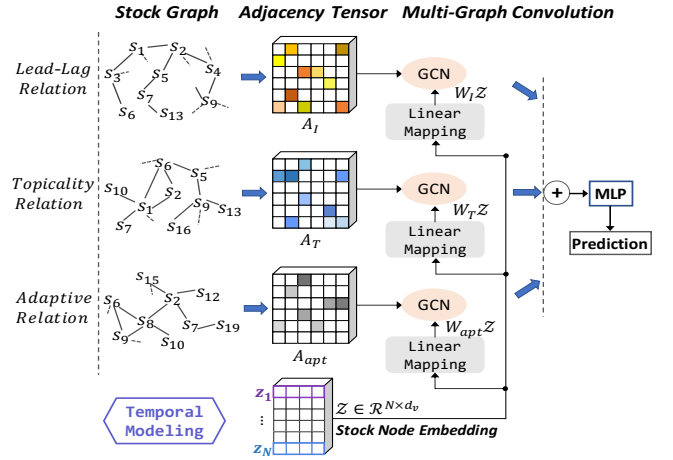 Stock Graph Adjacency Tensor Multi-Graph Convolution
Lead-Lag
Relation
S1 S2 S3 S5 S4 S7 S9 S6 S13
A_I
GCN
W_I Z
Linear
Mapping
Topicality
Relation
S6 S5 S10 S2 S1 S9 S13 S7 S16
A_T
GCN
W_T Z
Linear
Mapping
+
MLP
Prediction
Adaptive
Relation
S15 S12 S6 S2 S8 S7 S19 S9 S10
A_apt
GCN
W_apt Z
Linear
Mapping
Temporal
Modeling
z1
⋮
zN
Z ∈ R^{N×d_v}
Stock Node Embedding